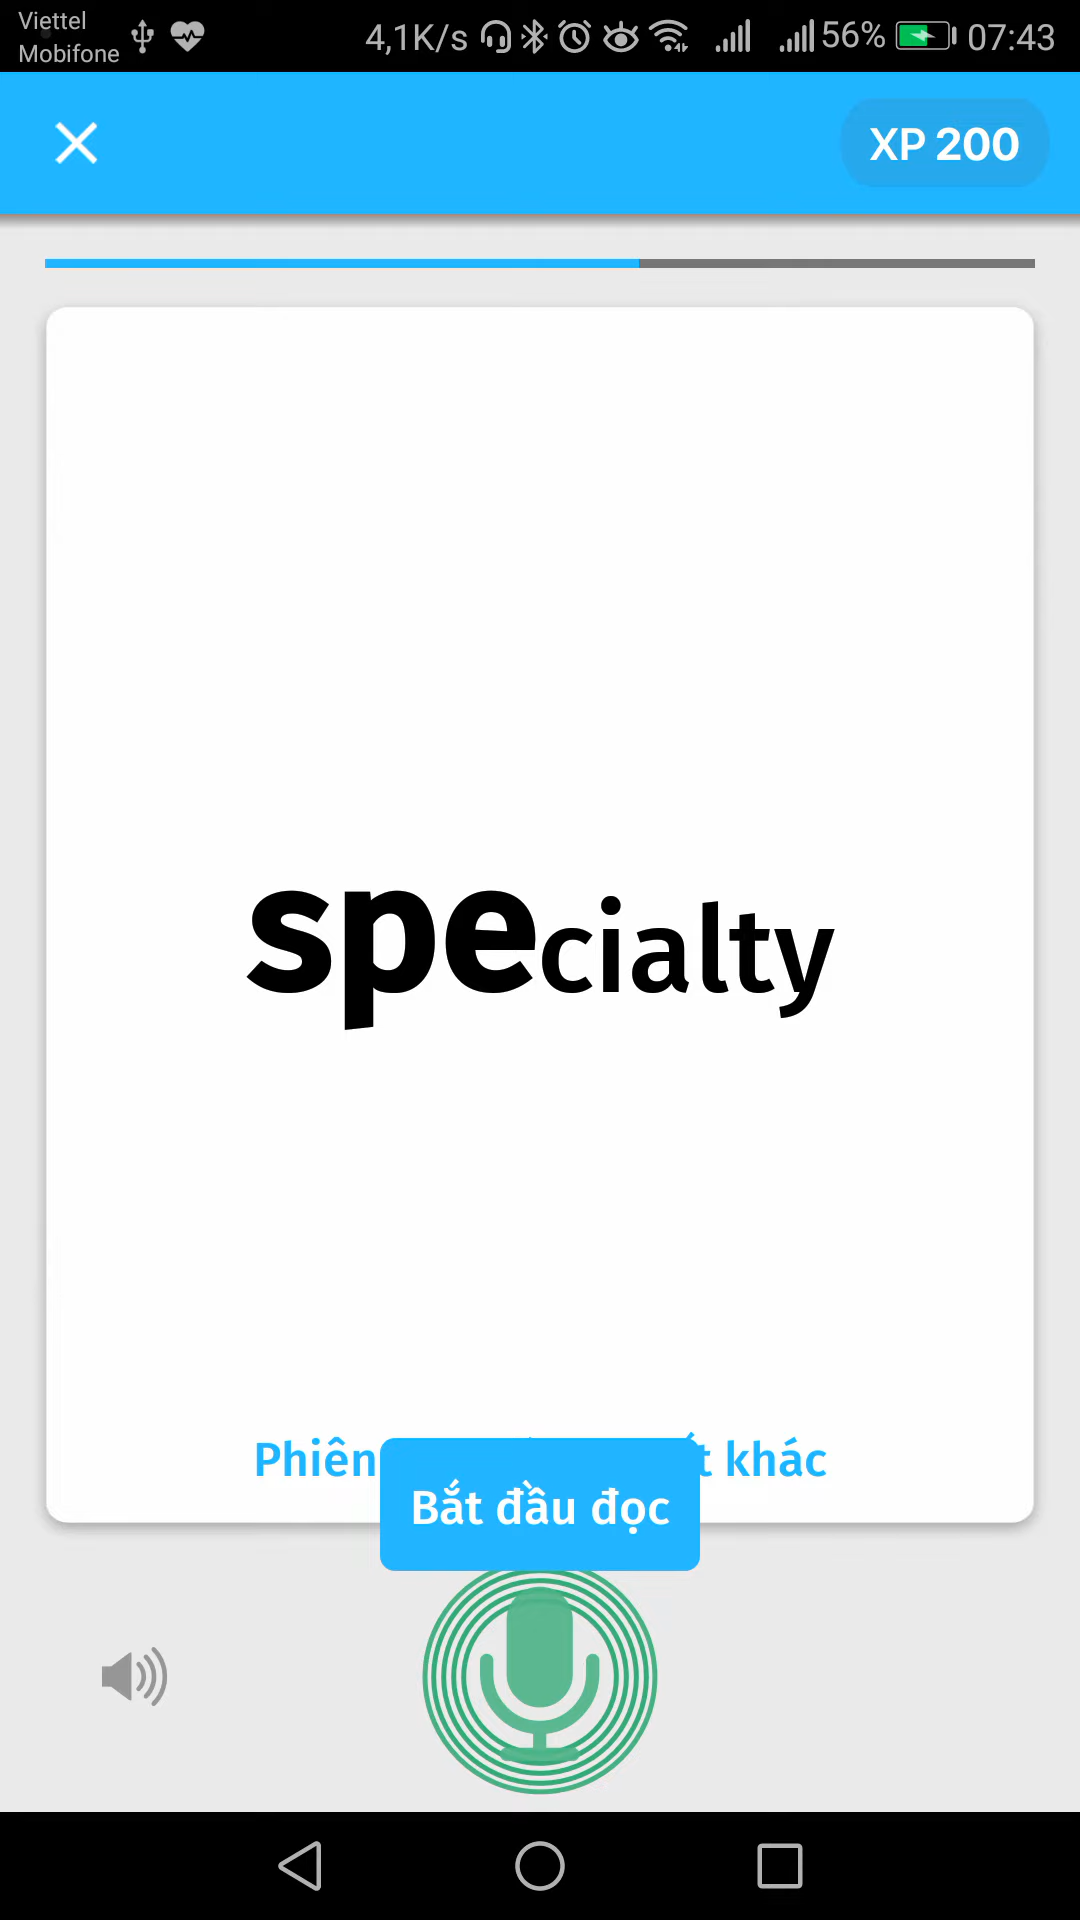 Viettel
Mobifone
4,1K/s
56%
07:43
XP 200
specialty
Phiên
khác
Bắt đầu đọc